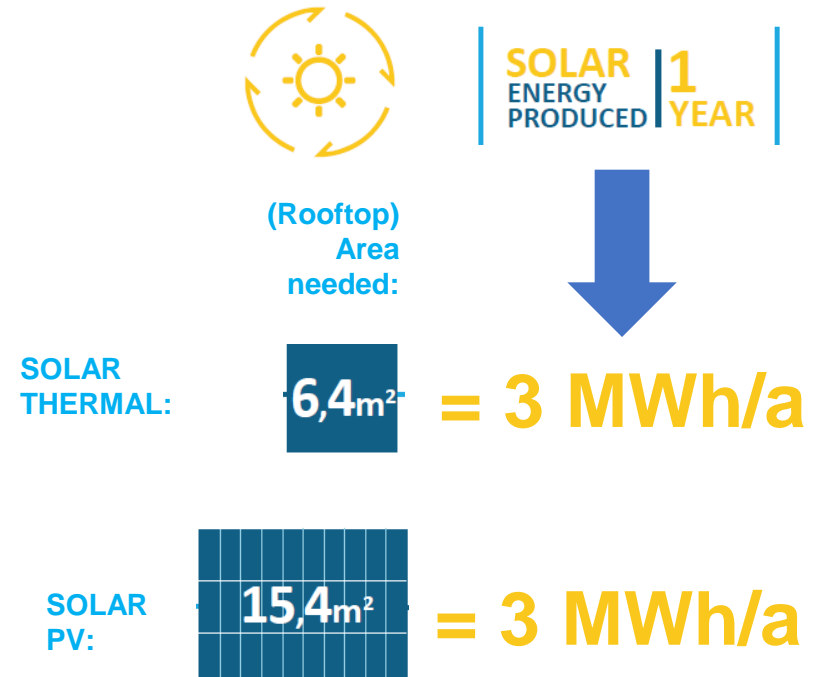 SOLAR
ENERGY
PRODUCED
1
YEAR
(Rooftop)
Area
needed:
SOLAR
THERMAL:
6,4m²
= 3 MWh/a
SOLAR
PV:
15,4m²
= 3 MWh/a